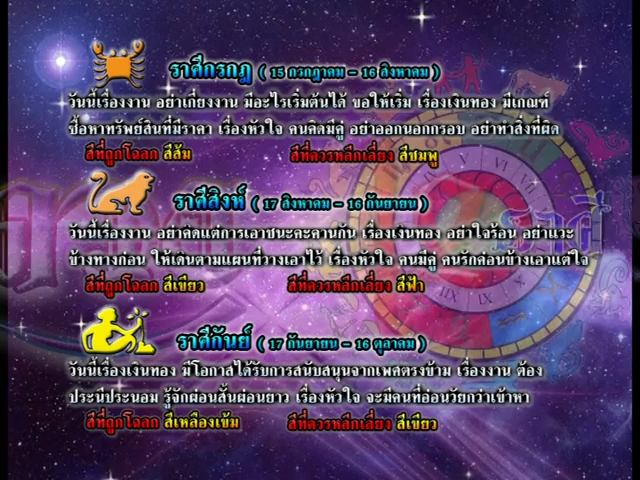 ราศีกรกฎ ( 15 กรกฎาคม - 16 สิงหาคม )
วันนี้เรื่องงาน อย่าเกี่ยงงาน มีอะไรเริ่มต้นได้ ขอให้เริ่ม เรื่องเงินทอง มีเกณฑ์
ซื้อหาทรัพย์สินที่มีราคา เรื่องหัวใจ คนคิดมีคู่ อย่าออกนอกกรอบ อย่าทำสิ่งที่ผิด
สีที่ถูกโฉลก สีส้ม สีที่ควรหลีกเลี่ยง สีชมพู
ราศีสิงห์ ( 17 สิงหาคม - 16 กันยายน )
วันนี้เรื่องงาน อย่าคิดแต่การเอาชนะคะคานกัน เรื่องเงินทอง อย่าใจร้อน อย่าแวะ
ข้างทางก่อน ให้เดินตามแผนที่วางเอาไว้ เรื่องหัวใจ คนมีคู่ คนรักค่อนข้างเอาแต่ใจ
สีที่ถูกโฉลก สีเขียว สีที่ควรหลีกเลี่ยง สีฟ้า
ราศีกันย์ ( 17 กันยายน - 16 ตุลาคม )
วันนี้เรื่องเงินทอง มีโอกาสได้รับการสนับสนุนจากเพศตรงข้าม เรื่องงาน ต้อง
ประนีประนอม รู้จักผ่อนสั้นผ่อนยาว เรื่องหัวใจ จะมีคนที่อ่อนวัยกว่าเข้าหา
สีที่ถูกโฉลก สีเหลืองเข้ม สีที่ควรหลีกเลี่ยง สีเขียว